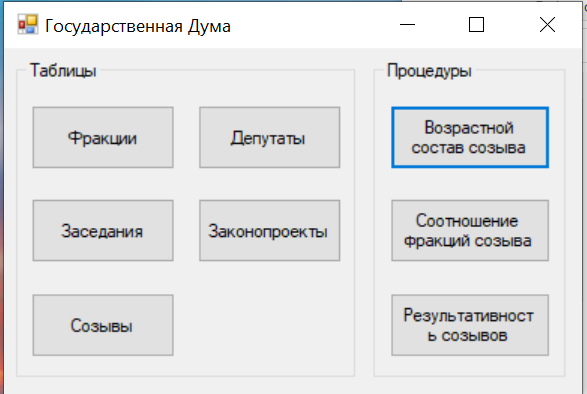 Государственная Дума
Таблицы
Фракции
Депутаты
Заседания
Законопроекты
Созывы
Процедуры
Возрастной
состав созыва
Соотношение
фракций созыва
Результативност
ь созывов